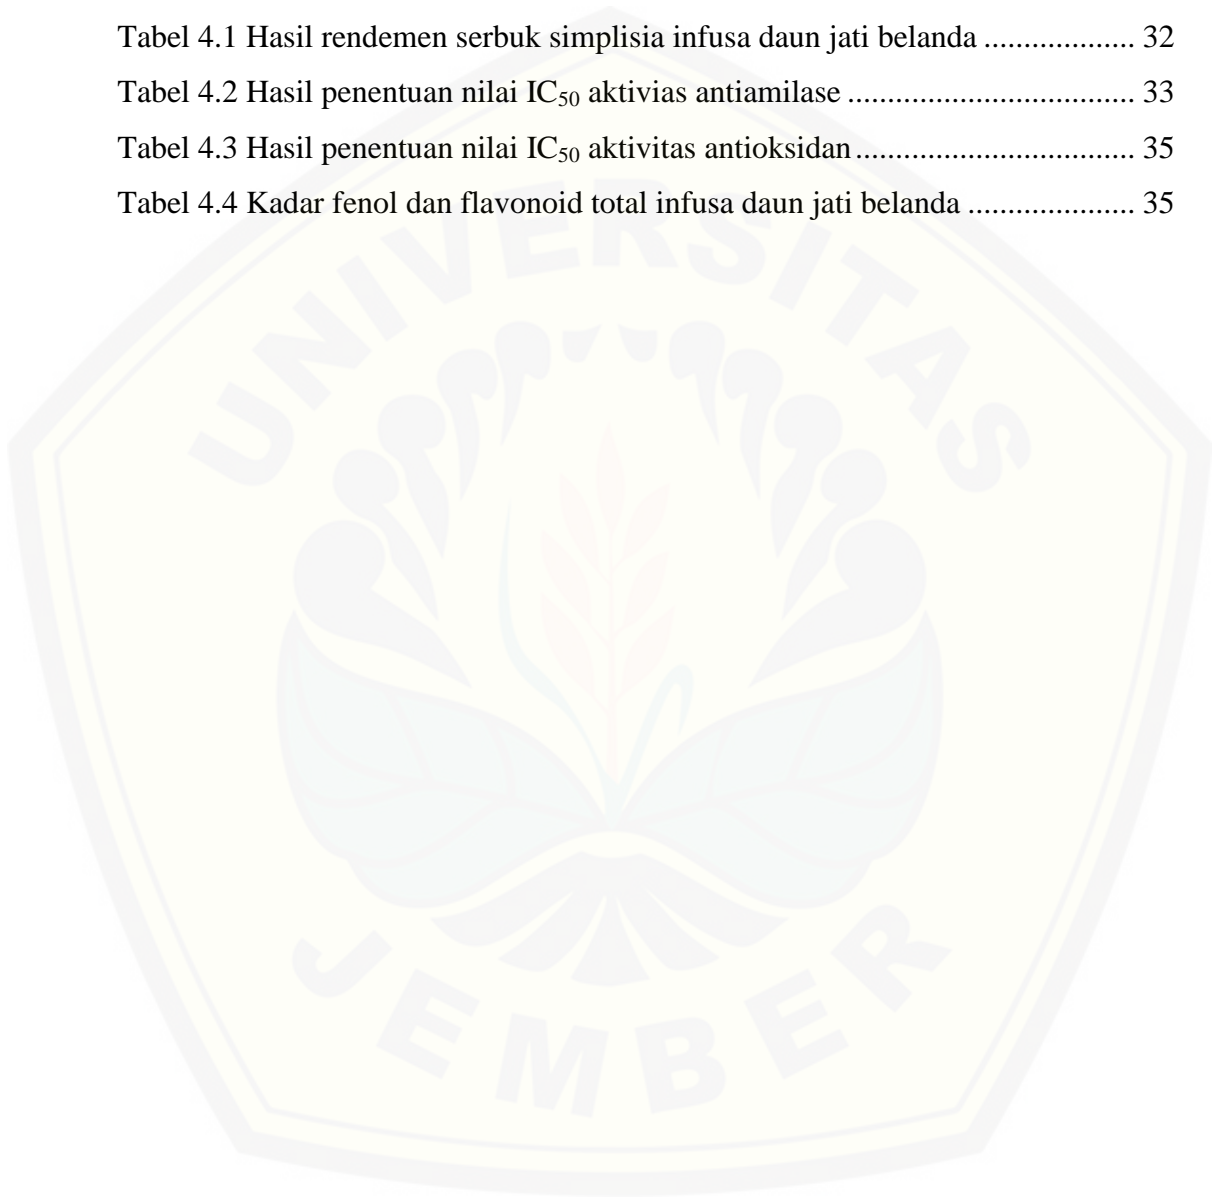 Tabel 4.1 Hasil rendemen serbuk simplisia infusa daun jati belanda ................... 32
Tabel 4.2 Hasil penentuan nilai IC₅₀ aktivias antiamilase .................................... 33
Tabel 4.3 Hasil penentuan nilai IC₅₀ aktivitas antioksidan ................................... 35
Tabel 4.4 Kadar fenol dan flavonoid total infusa daun jati belanda ..................... 35
UNIVERSITAS
JEMBER